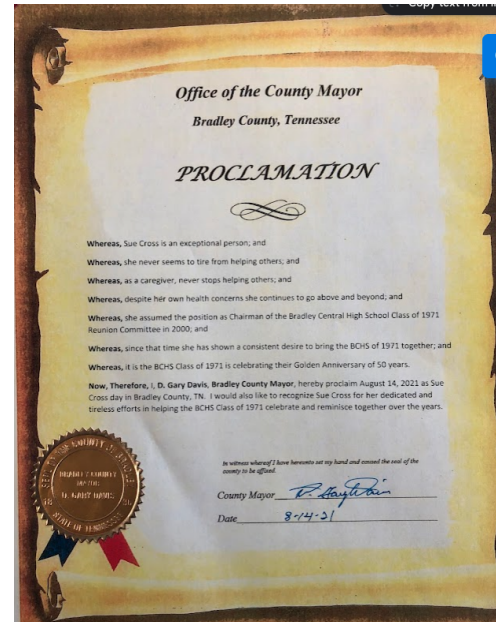 Copy text from
Office of the County Mayor
Bradley County, Tennessee
PROCLAMATION
Whereas, Sue Cross is an exceptional person; and
Whereas, she never seems to tire from helping others; and
Whereas, as a caregiver, never stops helping others; and
Whereas, despite her own health concerns she continues to go above and beyond; and
Whereas, she assumed the position as Chairman of the Bradley Central High School Class of 1971
Reunion Committee in 2000; and
Whereas, since that time she has shown a consistent desire to bring the BCHS of 1971 together; and
Whereas, it is the BCHS Class of 1971 is celebrating their Golden Anniversary of 50 years.
Now, Therefore, I, D. Gary Davis, Bradley County Mayor, hereby proclaim August 14, 2021 as Sue
Cross day in Bradley County, TN. I would also like to recognize Sue Cross for her dedicated and
tireless efforts in helping the BCHS Class of 1971 celebrate and reminisce together over the years.
In witness whereof I have hereunto set my hand and caused the seal of the
county to be affixed.
County Mayor D. Gary Davis
Date 8-14-21
BRADLEY COUNTY
MAYOR
D. GARY DAVIS
STATE OF TENNESSEE